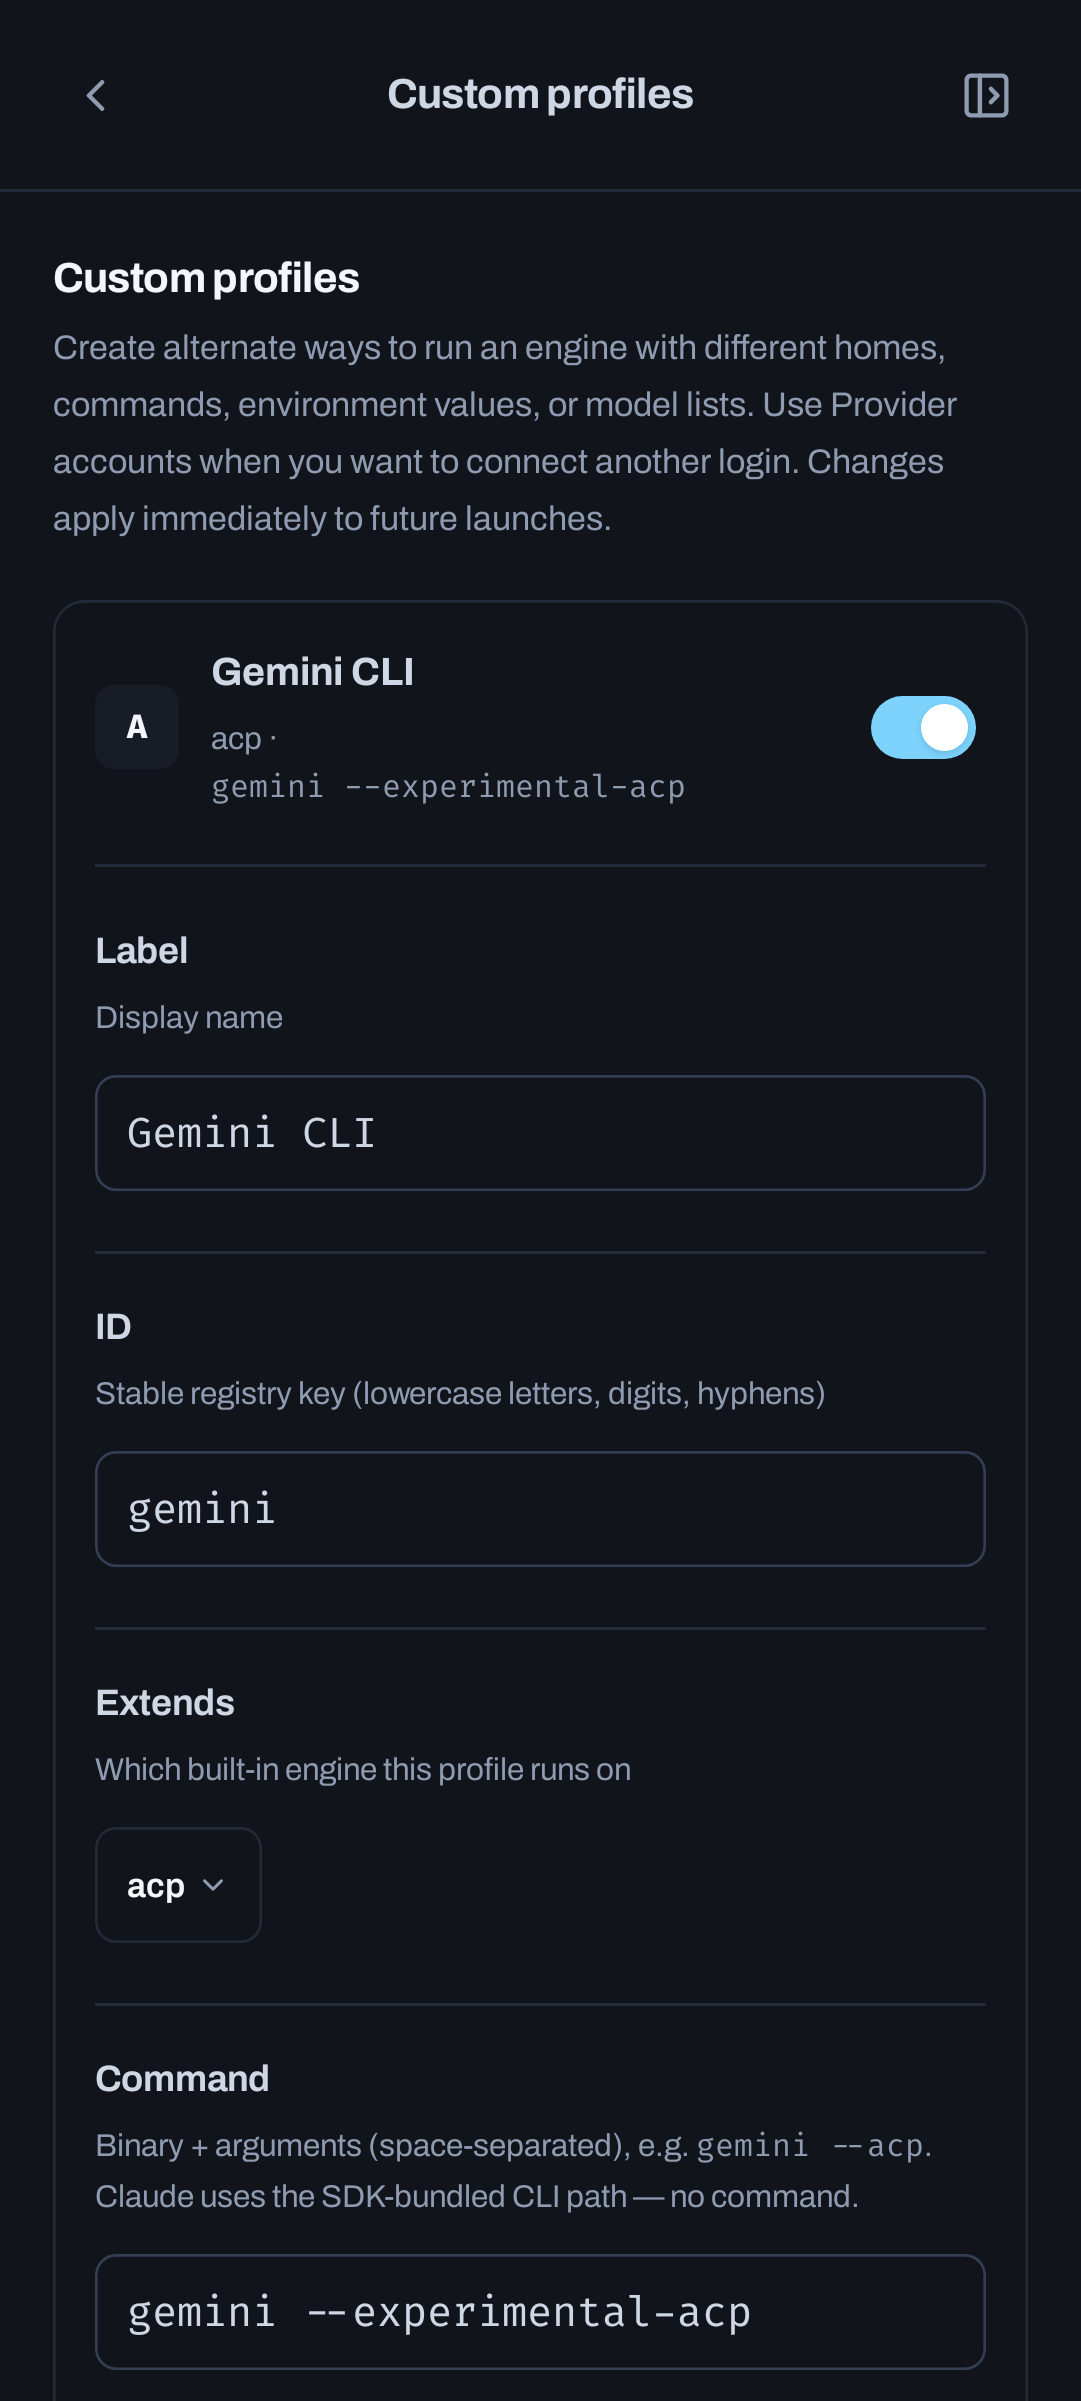 Custom profiles
Custom profiles
Create alternate ways to run an engine with different homes,
commands, environment values, or model lists. Use Provider
accounts when you want to connect another login. Changes
apply immediately to future launches.
A
Gemini CLI
acp ·
gemini --experimental-acp
Label
Display name
Gemini CLI
ID
Stable registry key (lowercase letters, digits, hyphens)
gemini
Extends
Which built-in engine this profile runs on
acp
Command
Binary + arguments (space-separated), e.g. gemini --acp.
Claude uses the SDK-bundled CLI path — no command.
gemini --experimental-acp